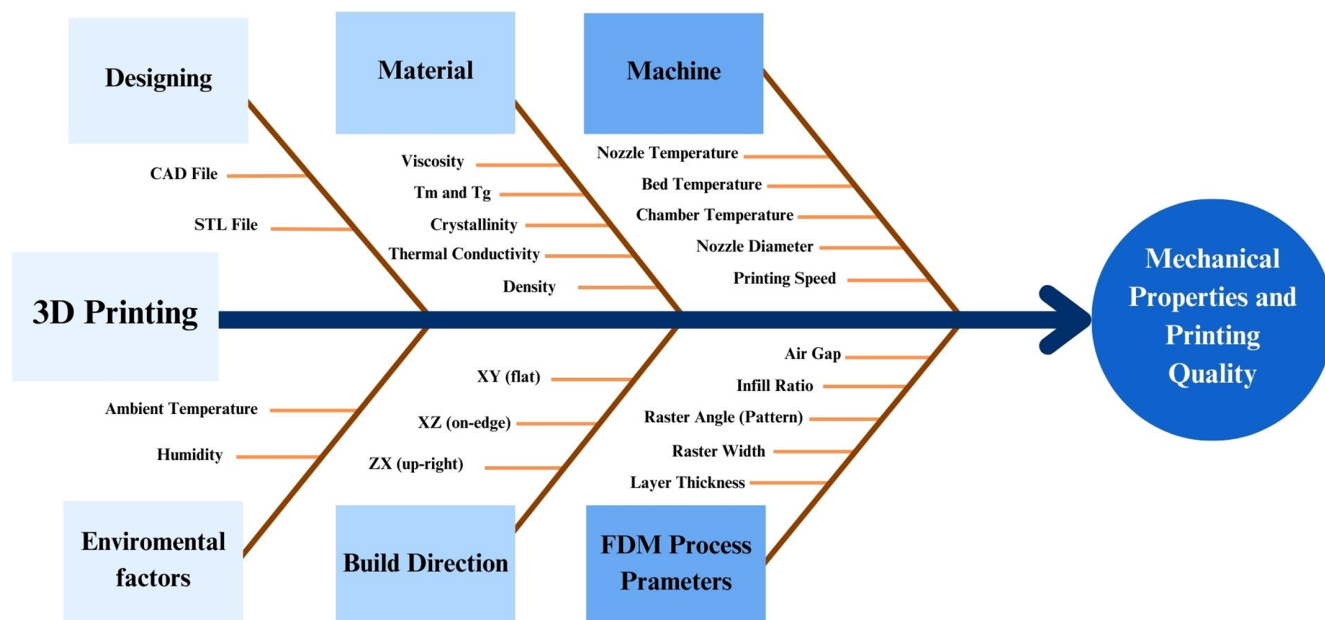 Designing
CAD File
STL File
Material
Viscosity
Tm and Tg
Crystallinity
Thermal Conductivity
Density
Machine
Nozzle Temperature
Bed Temperature
Chamber Temperature
Nozzle Diameter
Printing Speed
3D Printing
Mechanical
Properties and
Printing
Quality
Ambient Temperature
Humidity
Enviromental
factors
XY (flat)
XZ (on-edge)
ZX (up-right)
Build Direction
Air Gap
Infill Ratio
Raster Angle (Pattern)
Raster Width
Layer Thickness
FDM Process
Prameters